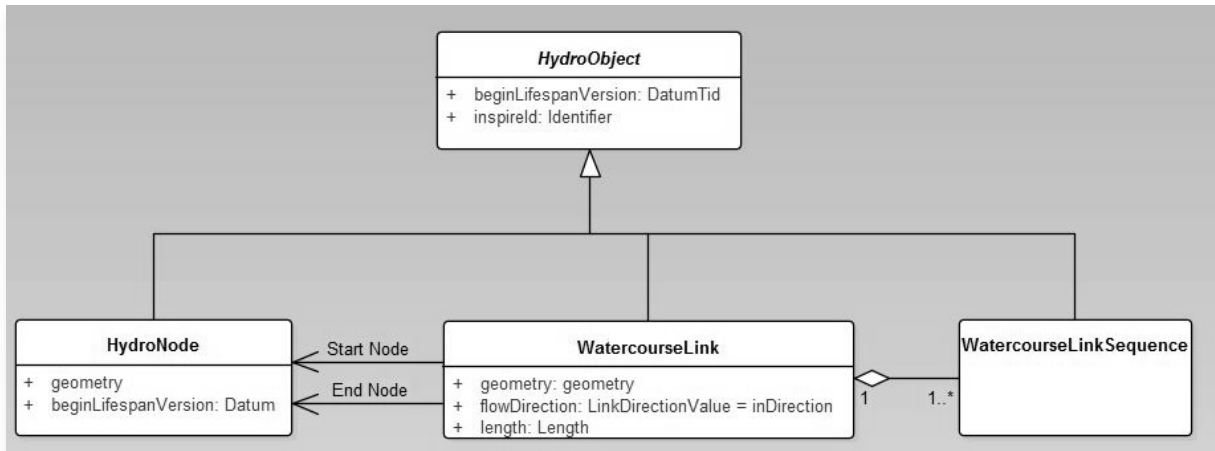 HydroObject
+ beginLifespanVersion: DatumTid
+ inspireId: Identifier
HydroNode
+ geometry
+ beginLifespanVersion: Datum
Start Node
End Node
WatercourseLink
+ geometry: geometry
+ flowDirection: LinkDirectionValue = inDirection
+ length: Length
1
1..*
WatercourseLinkSequence